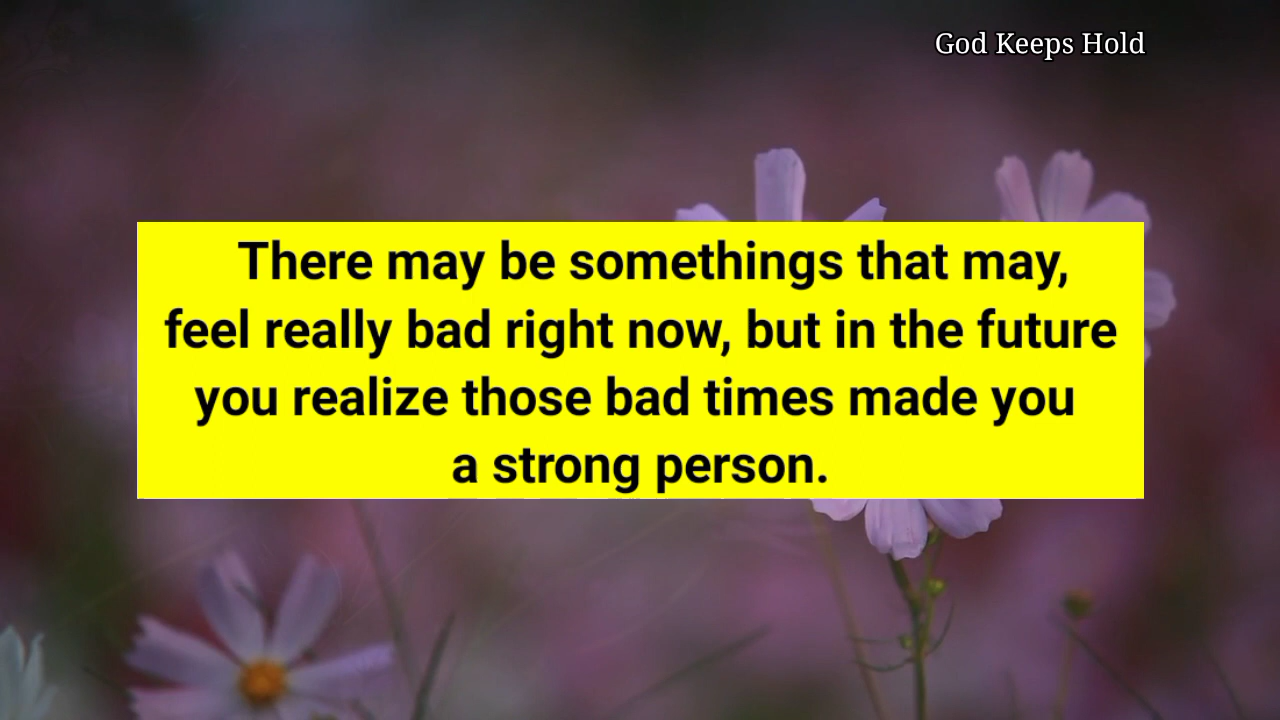 God Keeps Hold
There may be somethings that may,
feel really bad right now, but in the future
you realize those bad times made you
a strong person.